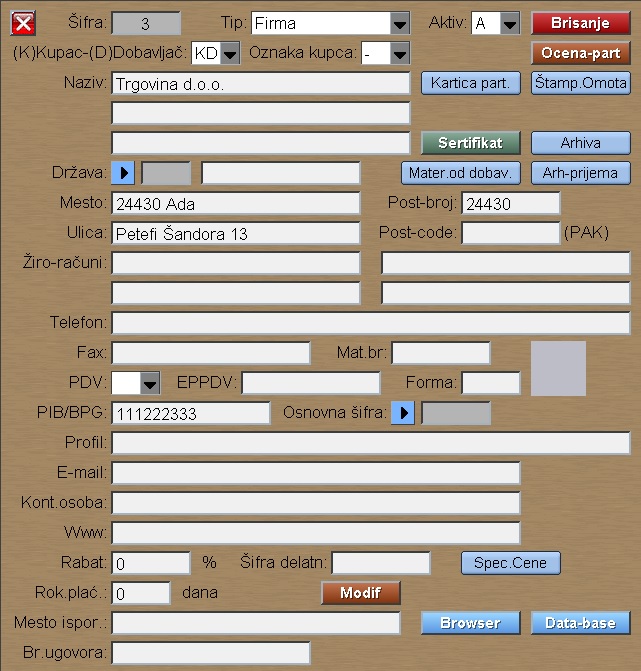 Šifra: 3 Tip: Firma Aktiv: A Brisanje
(K)Kupac-(D)Dobavljač: KD Oznaka kupca: - Ocena-part
Naziv: Trgovina d.o.o. Kartica part. Štamp.Omota
Sertifikat Arhiva
Država: Mater.od dobav. Arh-prijema
Mesto: 24430 Ada Post-broj: 24430
Ulica: Petefi Šandora 13 Post-code: (PAK)
Žiro-računi:
Telefon:
Fax: Mat.br:
PDV: EPPDV: Forma:
PIB/BPG: 111222333 Osnovna šifra:
Profil:
E-mail:
Kont.osoba:
Www:
Rabat: 0 % Šifra delatn: Spec.Cene
Rok.plać.: 0 dana Modif
Mesto ispor.: Browser Data-base
Br.ugovora: